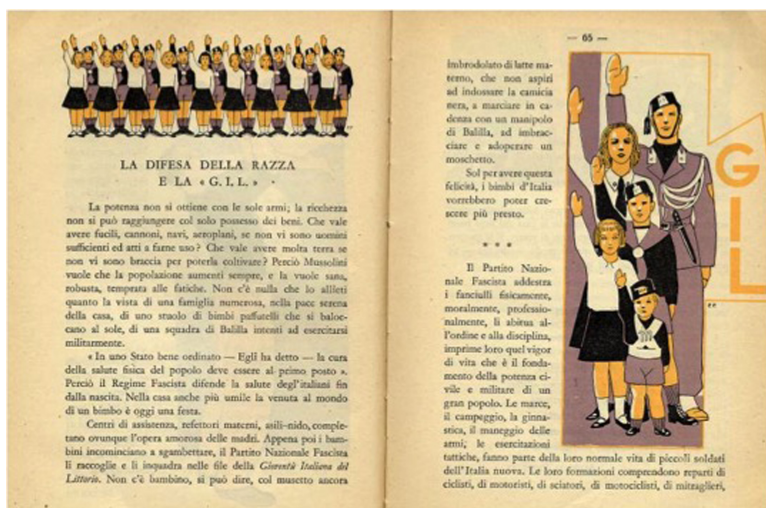 LA DIFESA DELLA RAZZA
E LA « G. I. L. »
La potenza non si ottiene con le sole armi; la ricchezza
non si può raggiungere col solo possesso dei beni. Che vale
avere fucili, cannoni, navi, aeroplani, se non vi sono uomini
sufficienti ed atti a farne uso? Che vale avere molta terra se
non vi sono braccia per poterla coltivare? Perciò Mussolini
vuole che la popolazione aumenti sempre, e la vuole sana,
robusta, temprata alle fatiche. Non c'è nulla che lo allieti
quanto la vista di una famiglia numerosa, nella pace serena
della casa, di uno stuolo di bimbi paffutelli che si baloc-
cano al sole, di una squadra di Balilla intenti ad esercitarsi
militarmente.
« In uno Stato bene ordinato — Egli ha detto — la cura
della salute fisica del popolo deve essere al primo posto ».
Perciò il Regime Fascista difende la salute degl'italiani fin
dalla nascita. Nella casa anche più umile la venuta al mondo
di un bimbo è oggi una festa.
Centri di assistenza, refettori materni, asili-nido, comple-
tano ovunque l'opera amorosa delle madri. Appena poi i bam-
bini incominciano a sgambettare, il Partito Nazionale Fascista
li raccoglie e li inquadra nelle file della Gioventù Italiana del
Littorio. Non c'è bambino, si può dire, col musetto ancora
— 65 —
imbrodolato di latte ma-
terno, che non aspiri
ad indossare la camicia
nera, a marciare in ca-
denza con un manipolo
di Balilla, ad imbrac-
ciare e adoperare un
moschetto.
Sol per avere questa
felicità, i bimbi d'Italia
vorrebbero poter cre-
scere più presto.
* * *
Il Partito Nazio-
nale Fascista addestra
i fanciulli fisicamente,
moralmente, professio-
nalmente, li abitua al-
l'ordine e alla disciplina,
imprime loro quel vigor
di vita che è il fonda-
mento della potenza ci-
vile e militare di un
gran popolo. Le marce,
il campeggio, la ginna-
stica, il maneggio delle
armi; le esercitazioni
tattiche, fanno parte della loro normale vita di piccoli soldati
dell'Italia nuova. Le loro formazioni comprendono reparti di
ciclisti, di motoristi, di sciatori, di motociclisti, di mitraglieri,
G
I
L